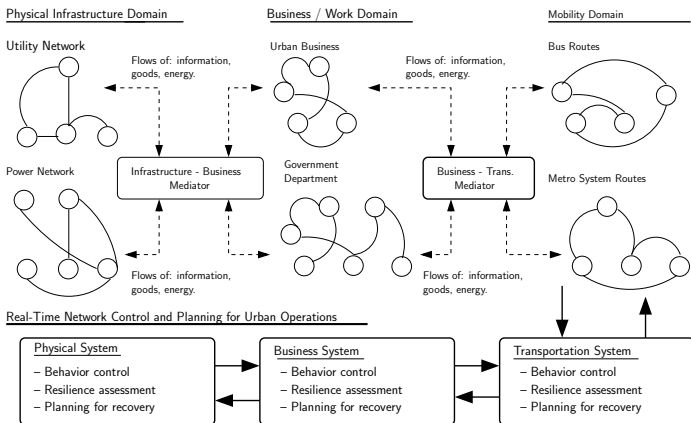 Physical Infrastructure Domain
Business / Work Domain
Mobility Domain
Utility Network
Flows of: information,
goods, energy.
Urban Business
Flows of: information,
goods, energy.
Bus Routes
Power Network
Infrastructure - Business
Mediator
Government
Department
Business - Trans.
Mediator
Metro System Routes
Flows of: information,
goods, energy.
Flows of: information,
goods, energy.
Real-Time Network Control and Planning for Urban Operations
Physical System
– Behavior control
– Resilience assessment
– Planning for recovery
Business System
– Behavior control
– Resilience assessment
– Planning for recovery
Transportation System
– Behavior control
– Resilience assessment
– Planning for recovery